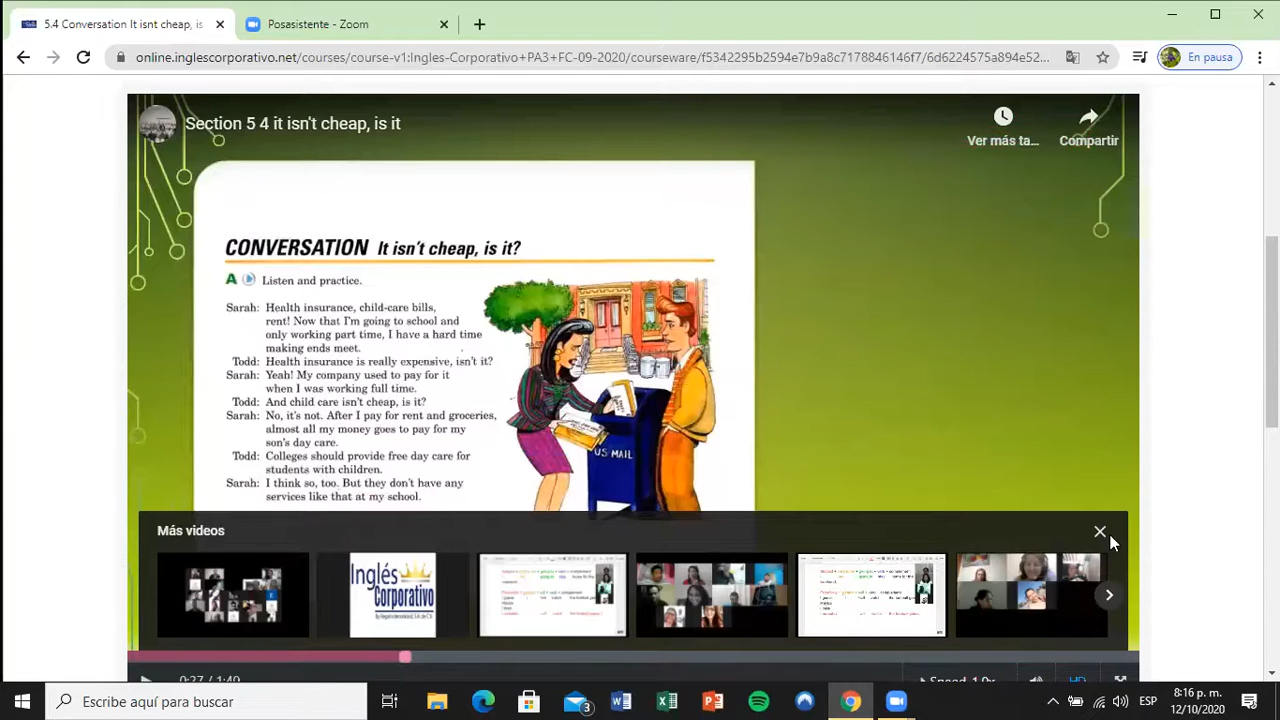 5.4 Conversation It isnt cheap, is
Posasistente - Zoom
online.inglescorporativo.net/courses/course-v1:Ingles-Corporativo+PA3+FC-09-2020/courseware/f5342295b2594e7b9a8c7178846146f7/6d6224575a894e52...
En pausa
Section 5 4 it isn't cheap, is it
Ver más ta...
Compartir
CONVERSATION It isn't cheap, is it?
A Listen and practice.
Sarah: Health insurance, child-care bills,
rent! Now that I'm going to school and
only working part time, I have a hard time
making ends meet.
Todd: Health insurance is really expensive, isn't it?
Sarah: Yeah! My company used to pay for it
when I was working full time.
Todd: And child care isn't cheap, is it?
Sarah: No, it's not. After I pay for rent and groceries,
almost all my money goes to pay for my
son's day care.
Todd: Colleges should provide free day care for
students with children.
Sarah: I think so, too. But they don't have any
services like that at my school.
US MAIL
Más videos
Inglés
Corporativo
0:27 / 1:49
Speed 1.0x
HD
Escribe aquí para buscar
3
ESP
8:16 p. m.
12/10/2020